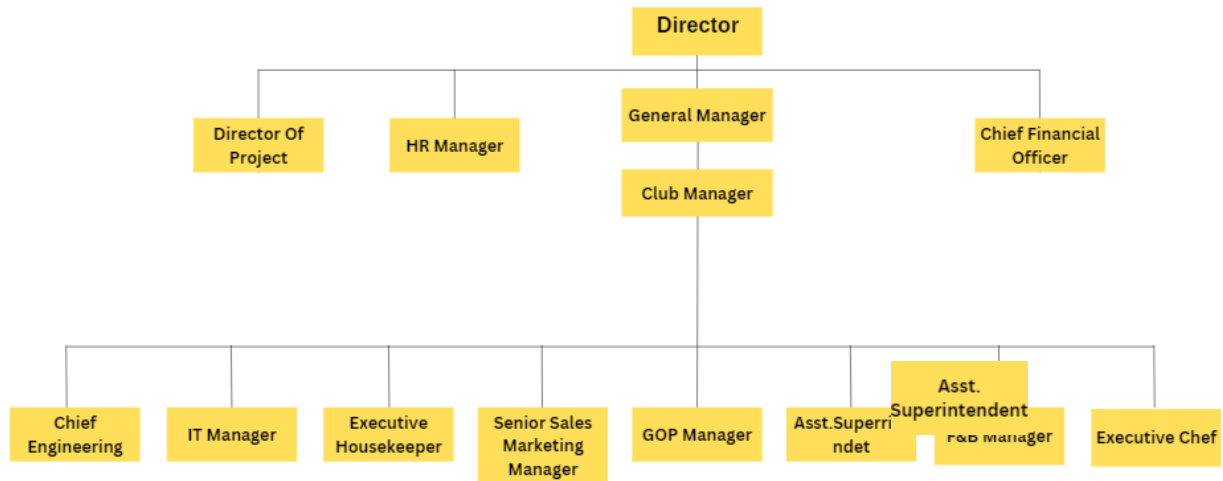 Director
General Manager
Director Of
Project
HR Manager
Chief Financial
Officer
Club Manager
Asst.
Superintendent
Chief
Engineering
IT Manager
Executive
Housekeeper
Senior Sales
Marketing
Manager
GOP Manager
Asst.Superri
ndet
F&B Manager
Executive Chef